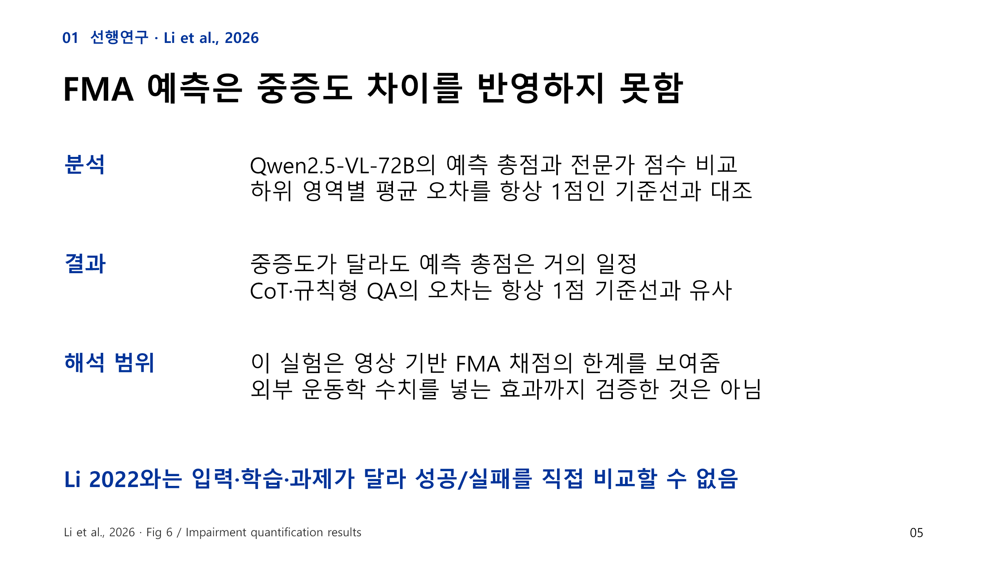 01 선행연구 · Li et al., 2026
FMA 예측은 중증도 차이를 반영하지 못함
분석
Qwen2.5-VL-72B의 예측 총점과 전문가 점수 비교
하위 영역별 평균 오차를 항상 1점인 기준선과 대조
결과
중증도가 달라도 예측 총점은 거의 일정
CoT·규칙형 QA의 오차는 항상 1점 기준선과 유사
해석 범위
이 실험은 영상 기반 FMA 채점의 한계를 보여줌
외부 운동학 수치를 넣는 효과까지 검증한 것은 아님
Li 2022와는 입력·학습·과제가 달라 성공/실패를 직접 비교할 수 없음
Li et al., 2026 · Fig 6 / Impairment quantification results
05